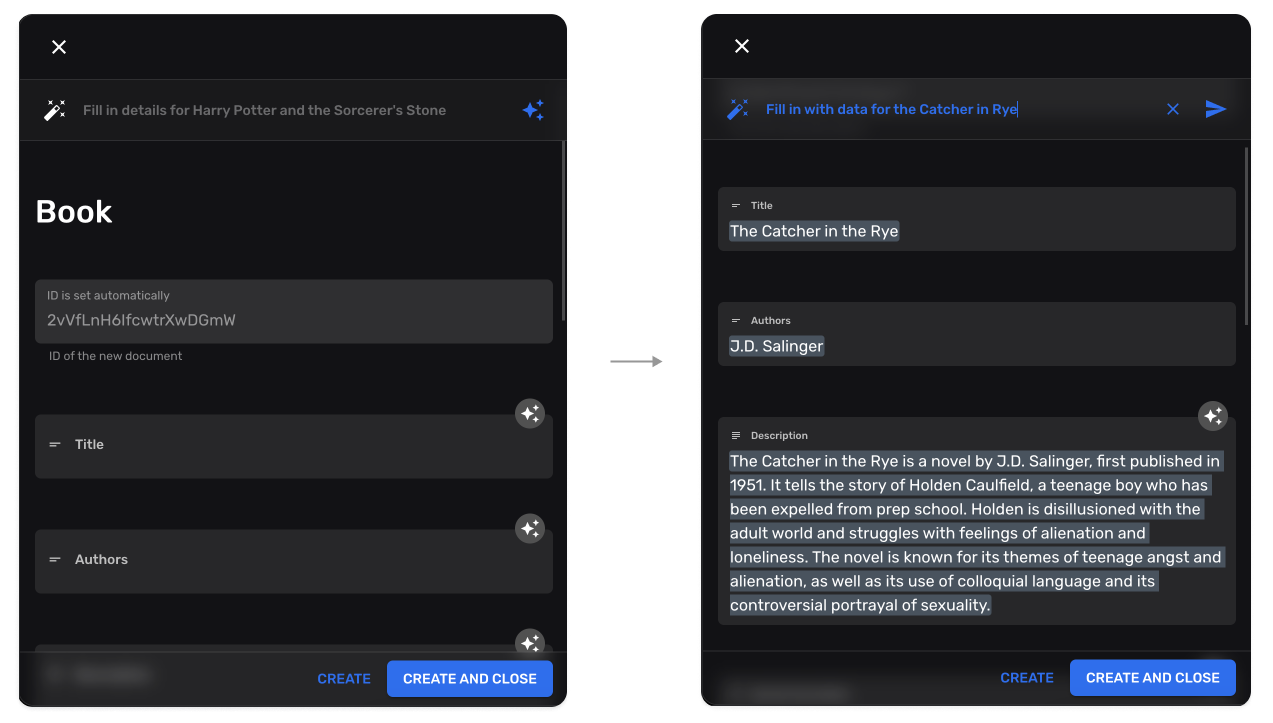 Fill in details for Harry Potter and the Sorcerer's Stone
Book
ID is set automatically
2vVfLnH6IfcwtrXwDGmW
ID of the new document
Title
Authors
CREATE
CREATE AND CLOSE
Fill in with data for the Catcher in Rye
Title
The Catcher in the Rye
Authors
J.D. Salinger
Description
The Catcher in the Rye is a novel by J.D. Salinger, first published in
1951. It tells the story of Holden Caulfield, a teenage boy who has
been expelled from prep school. Holden is disillusioned with the
adult world and struggles with feelings of alienation and
loneliness. The novel is known for its themes of teenage angst and
alienation, as well as its use of colloquial language and its
controversial portrayal of sexuality.
CREATE
CREATE AND CLOSE